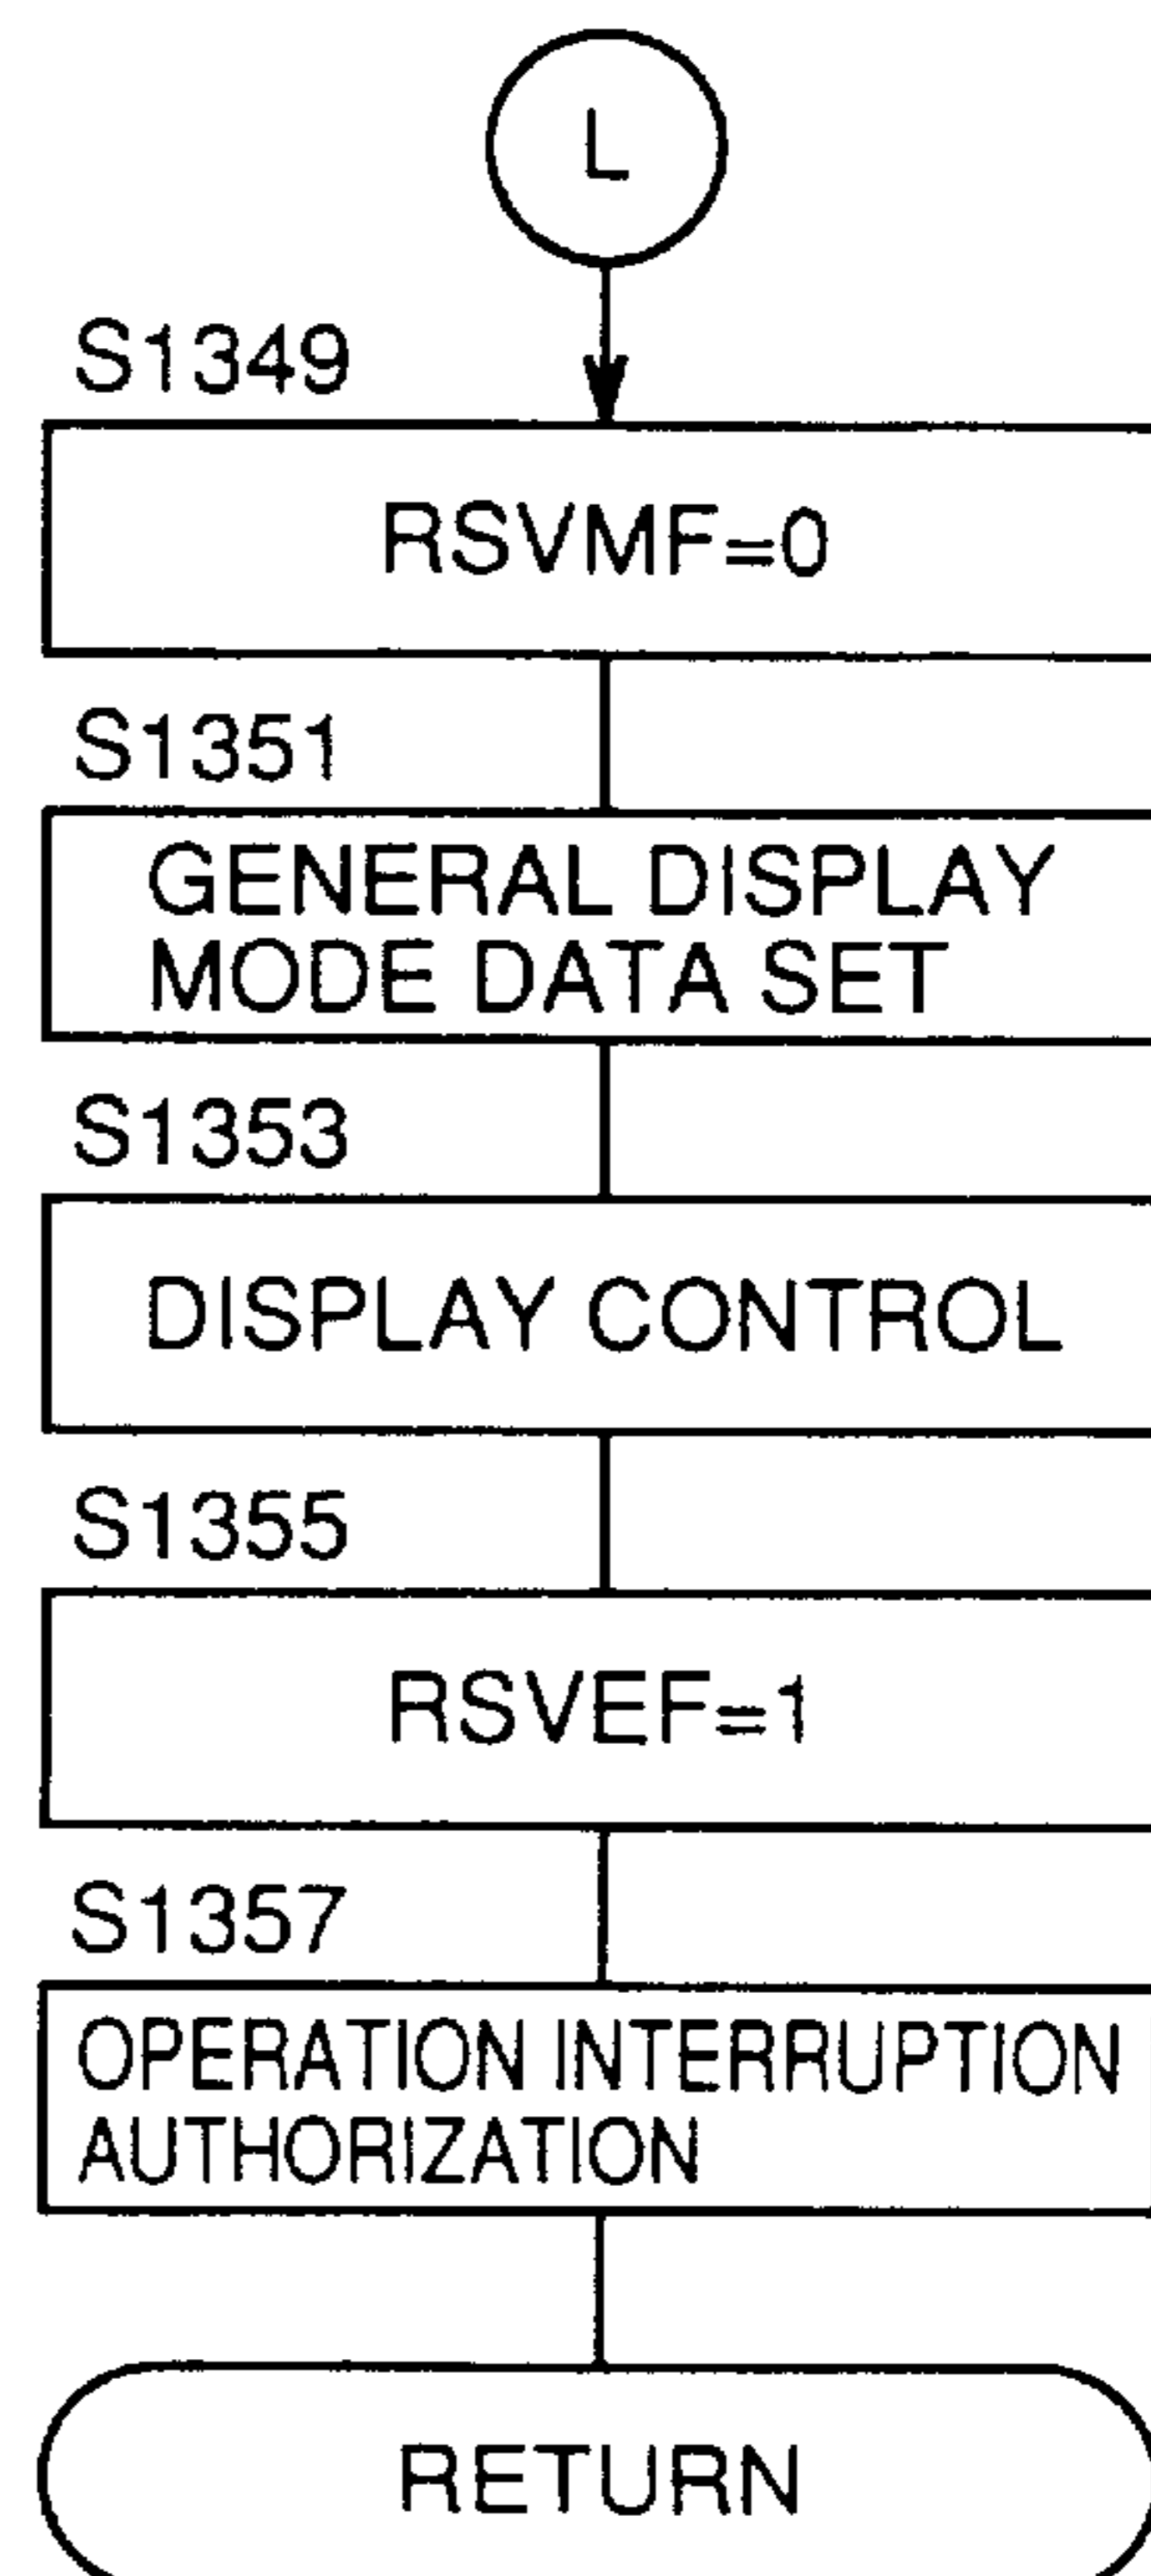 L
S1349
RSVMF=0
S1351
GENERAL DISPLAY
MODE DATA SET
S1353
DISPLAY CONTROL
S1355
RSVEF=1
S1357
OPERATION INTERRUPTION
AUTHORIZATION
RETURN